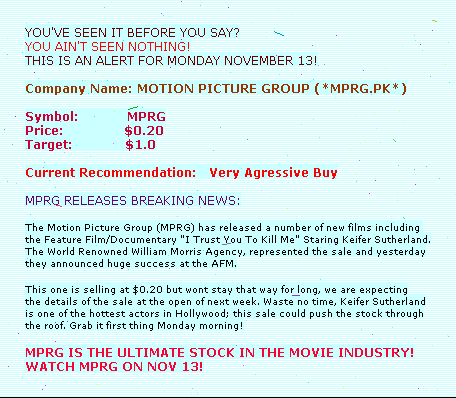 YOU'VE SEEN IT BEFORE YOU SAY?
YOU AIN'T SEEN NOTHING!
THIS IS AN ALERT FOR MONDAY NOVEMBER 13!
Company Name: MOTION PICTURE GROUP (*MPRG.PK*)
Symbol: MPRG
Price: $0.20
Target: $1.0
Current Recommendation: Very Agressive Buy
MPRG RELEASES BREAKING NEWS:
The Motion Picture Group (MPRG) has released a number of new films including
the Feature Film/Documentary "I Trust You To Kill Me" Staring Keifer Sutherland.
The World Renowned William Morris Agency, represented the sale and yesterday
they announced huge success at the AFM.
This one is selling at $0.20 but wont stay that way for long, we are expecting
the details of the sale at the open of next week. Waste no time, Keifer Sutherland
is one of the hottest actors in Hollywood; this sale could push the stock through
the roof. Grab it first thing Monday morning!
MPRG IS THE ULTIMATE STOCK IN THE MOVIE INDUSTRY!
WATCH MPRG ON NOV 13!